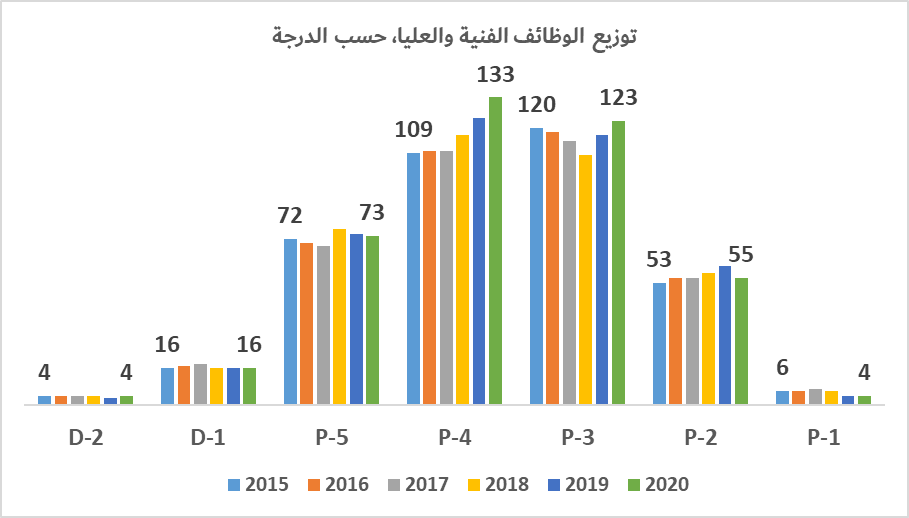 توزيع الوظائف الفنية والعليا، حسب الدرجة
4 4 16 16 72 73 109 133 120 123 53 55 6 4
D-2 D-1 P-5 P-4 P-3 P-2 P-1
2015 2016 2017 2018 2019 2020